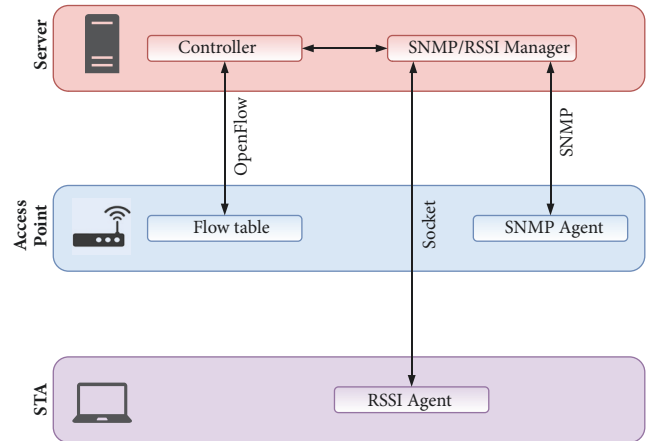 Server
Controller
SNMP/RSSI Manager
OpenFlow
SNMP
Socket
Access
Point
Flow table
SNMP Agent
STA
RSSI Agent